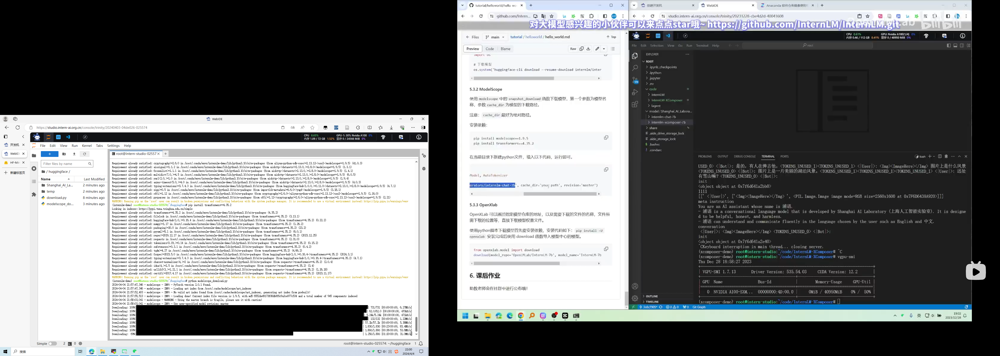 WebIDE
https://studio.intern-ai.org.cn/console/trinity/20240403-04de026-025574
开发机
WebIDE
HF-Mir
新建标签页
CPU 8.65%
内存 1.09 / 72 GB 1.52%
GPU-1: 30% Nvidia A100 0%
显存 0 / 24566 MiB 0%
File Edit View Run Kernel Tabs Settings Help
Filter files by name
/ huggingface /
Name Last Modified
Shanghai_AI_La... 2 minutes ago
temp 2 minutes ago
download.py 8 minutes ago
modelscope_do... 3 minutes ago
root@intern-studio-02557
Requirement already satisfied: cryptography>=2.6.0 in /root/.conda/envs/internlm-demo/lib/python3.10/site-packages (from aliyun-python-sdk-core>=2.13.12->oss2->modelscope==1.9.5) (41.0.3)
Requirement already satisfied: aiosignal>=1.1.2 in /root/.conda/envs/internlm-demo/lib/python3.10/site-packages (from aiohttp->datasets<=2.13.0,>=2.8.0->modelscope==1.9.5) (1.3.1)
Requirement already satisfied: frozenlist>=1.1.1 in /root/.conda/envs/internlm-demo/lib/python3.10/site-packages (from aiohttp->datasets<=2.13.0,>=2.8.0->modelscope==1.9.5) (1.4.1)
Requirement already satisfied: multidict<7.0,>=4.5 in /root/.conda/envs/internlm-demo/lib/python3.10/site-packages (from aiohttp->datasets<=2.13.0,>=2.8.0->modelscope==1.9.5) (6.0.5)
Requirement already satisfied: yarl<2.0,>=1.0 in /root/.conda/envs/internlm-demo/lib/python3.10/site-packages (from aiohttp->datasets<=2.13.0,>=2.8.0->modelscope==1.9.5) (1.9.4)
Requirement already satisfied: async-timeout<5.0,>=4.0 in /root/.conda/envs/internlm-demo/lib/python3.10/site-packages (from aiohttp->datasets<=2.13.0,>=2.8.0->modelscope==1.9.5) (4.0.3)
Requirement already satisfied: typing-extensions>=3.7.4.3 in /root/.conda/envs/internlm-demo/lib/python3.10/site-packages (from huggingface-hub<1.0.0,>=0.11.0->datasets<=2.13.0,>=2.8.0->modelscope==1.9.5) (4.7.1)
Requirement already satisfied: zipp>=0.5 in /root/.conda/envs/internlm-demo/lib/python3.10/site-packages (from importlib-metadata>=6.6.0->yapf->modelscope==1.9.5) (3.18.1)
Requirement already satisfied: cffi>=1.12 in /root/.conda/envs/internlm-demo/lib/python3.10/site-packages (from cryptography>=2.6.0->aliyun-python-sdk-core>=2.13.12->oss2->modelscope==1.9.5) (1.16.0)
Requirement already satisfied: pycparser in /root/.conda/envs/internlm-demo/lib/python3.10/site-packages (from cffi>=1.12->cryptography>=2.6.0->aliyun-python-sdk-core>=2.13.12->oss2->modelscope==1.9.5) (2.21)
WARNING: Running pip as the 'root' user can result in broken permissions and conflicting behaviour with the system package manager. It is recommended to use a virtual environment instead: https://pip.pypa.io/warnings/venv
(internlm-demo) root@intern-studio-025574:~/huggingface# pip install transformers==4.35.2
Looking in indexes: https://pypi.tuna.tsinghua.edu.cn/simple
Requirement already satisfied: transformers==4.35.2 in /root/.conda/envs/internlm-demo/lib/python3.10/site-packages (4.35.2)
Requirement already satisfied: filelock in /root/.conda/envs/internlm-demo/lib/python3.10/site-packages (from transformers==4.35.2) (3.13.1)
Requirement already satisfied: huggingface-hub<1.0,>=0.16.4 in /root/.conda/envs/internlm-demo/lib/python3.10/site-packages (from transformers==4.35.2) (0.22.2)
Requirement already satisfied: numpy>=1.17 in /root/.conda/envs/internlm-demo/lib/python3.10/site-packages (from transformers==4.35.2) (1.26.2)
Requirement already satisfied: packaging>=20.0 in /root/.conda/envs/internlm-demo/lib/python3.10/site-packages (from transformers==4.35.2) (23.2)
Requirement already satisfied: pyyaml>=5.1 in /root/.conda/envs/internlm-demo/lib/python3.10/site-packages (from transformers==4.35.2) (6.0.1)
Requirement already satisfied: regex!=2019.12.17 in /root/.conda/envs/internlm-demo/lib/python3.10/site-packages (from transformers==4.35.2) (2023.12.25)
Requirement already satisfied: requests in /root/.conda/envs/internlm-demo/lib/python3.10/site-packages (from transformers==4.35.2) (2.31.0)
Requirement already satisfied: tokenizers<0.19,>=0.14 in /root/.conda/envs/internlm-demo/lib/python3.10/site-packages (from transformers==4.35.2) (0.15.2)
Requirement already satisfied: safetensors>=0.3.1 in /root/.conda/envs/internlm-demo/lib/python3.10/site-packages (from transformers==4.35.2) (0.4.2)
Requirement already satisfied: tqdm>=4.27 in /root/.conda/envs/internlm-demo/lib/python3.10/site-packages (from transformers==4.35.2) (4.66.2)
Requirement already satisfied: fsspec>=2023.5.0 in /root/.conda/envs/internlm-demo/lib/python3.10/site-packages (from huggingface-hub<1.0,>=0.16.4->transformers==4.35.2) (2024.3.1)
Requirement already satisfied: typing-extensions>=3.7.4.3 in /root/.conda/envs/internlm-demo/lib/python3.10/site-packages (from huggingface-hub<1.0,>=0.16.4->transformers==4.35.2) (4.7.1)
Requirement already satisfied: charset-normalizer<4,>=2 in /root/.conda/envs/internlm-demo/lib/python3.10/site-packages (from requests->transformers==4.35.2) (2.0.4)
Requirement already satisfied: idna<4,>=2.5 in /root/.conda/envs/internlm-demo/lib/python3.10/site-packages (from requests->transformers==4.35.2) (3.4)
Requirement already satisfied: urllib3<3,>=1.21.1 in /root/.conda/envs/internlm-demo/lib/python3.10/site-packages (from requests->transformers==4.35.2) (1.26.18)
Requirement already satisfied: certifi>=2017.4.17 in /root/.conda/envs/internlm-demo/lib/python3.10/site-packages (from requests->transformers==4.35.2) (2023.11.17)
WARNING: Running pip as the 'root' user can result in broken permissions and conflicting behaviour with the system package manager. It is recommended to use a virtual environment instead: https://pip.pypa.io/warnings/venv
(internlm-demo) root@intern-studio-025574:~/huggingface# python modelscope_download.py
2024-04-04 21:57:47,346 - modelscope - INFO - PyTorch version 2.0.1 Found.
2024-04-04 21:57:47,346 - modelscope - INFO - Loading ast index from /root/.cache/modelscope/ast_indexer
2024-04-04 21:57:52,403 - modelscope - INFO - No valid ast index found from /root/.cache/modelscope/ast_indexer, generating ast index from prebuilt!
2024-04-04 21:57:55,513 - modelscope - INFO - Loading done! Current index file version is 1.9.5, with md5 6552de49173f08db065c9a3ce977c534 and a total number of 945 components indexed
2024-04-04 21:58:03,041 - modelscope - WARNING - Using the master branch is fragile, please use it with caution!
2024-04-04 21:58:03,041 - modelscope - INFO - Use user-specified model revision: master
Downloading: 100% 731/731 [00:00<00:00, 6.27MB/s]
Downloading: 100% 62.0/62.0 [00:00<00:00, 470kB/s]
Downloading: 100% 5.24k/5.24k [00:00<00:00, 471kB/s]
Downloading: 100% 132/132 [00:00<00:00, 1.22MB/s]
Downloading: 100% 57.2k/57.2k [00:00<00:00, 5.38MB/s]
Downloading: 100% 1.83G/1.83G [00:23<00:00, 83.4MB/s]
Downloading: 100% 1.80G/1.80G [00:36<00:00, 52.6MB/s]
Downloading: 69% 1.25G/1.80G [01:20<00:19, 31.0MB/s]
Simple 2 0
root@intern-studio-025574: ~/huggingface 1
搜索
22:00
2024/4/4
tutorial/helloworld/hello_wo
github.com/Intern...
创建开发机
WebIDE
Anaconda 软件仓库镜像使用
studio.intern-ai.org.cn/console/trinity/20231228-cbe4d2d-40041608
对大模型感兴趣的小伙伴可以来点点star哦~ https://github.com/InternLM/InternLM.git
bilibili
Files main tutorial / helloworld / hello_world.md Top
Preview Code Blame Raw
import os
# 下载模型
os.system('huggingface-cli download --resume-download internlm/inter
5.3.2 ModelScope
使用 modelscope 中的 snapshot_download 函数下载模型，第一个参数为模型名
称，参数 cache_dir 为模型的下载路径。
注意： cache_dir 最好为绝对路径。
安装依赖：
pip install modelscope==1.9.5
pip install transformers==4.35.2
在当前目录下新建python文件，填入以下代码，运行即可。
Model, AutoTokenizer
oratory/internlm-chat-7b', cache_dir='your path', revision='master')
5.3.3 OpenXlab
OpenXLab 可以通过指定模型仓库的地址，以及需要下载的文件的名称，文件所
需下载的位置等，直接下载模型权重文件。
使用python脚本下载模型首先要安装依赖，安装代码如下： pip install -U
openxlab 安装完成后使用 download 函数导入模型中心的模型。
from openxlab.model import download
download(model_repo='OpenLMLab/InternLM-7b', model_name='InternLM-7b
6. 课后作业
助教老师会在社群中进行公布哦!
CPU 0.61%
内存 0.46 / 112 GB 0.41%
GPU: Nvidia A100(1/4) 0%
显存 0 / 40950 MiB 0%
File Edit Selection View Go Run Terminal Help
root
EXPLORER
ROOT
.ipynb_checkpoints
.ipython
.jupyter
.nv
code
InternLM
InternLM-XComposer
lagent
model/Shanghai_AI_Labora...
internlm-chat-7b
internlm-xcomposer-7b
share
.aide_drive_storage_lock
.aide_storage_lock
.bashrc
.condarc
OUTLINE
TIMELINE
PROBLEMS OUTPUT DEBUG CONSOLE TERMINAL PORTS
bash
USED_0> <|Bot|>: 是的，有人在弹古他。<TOKENS_UNUSED_1><TOKENS_UNUSED_1> <|User|>: <Img><ImageHere></Img> 图片上是什么风景
<TOKENS_UNUSED_0> <|Bot|>: 图片上是一片美丽的湖泊风景。<TOKENS_UNUSED_1><TOKENS_UNUSED_1><TOKENS_UNUSED_1> <|User|>: 远处
有雪山嘛? <TOKENS_UNUSED_0> <|Bot|>:
init
<object object at 0x7f6d641a2bb0>
1111
[[' <|User|>', ['<Img><ImageHere></Img> ', <PIL.Image.Image image mode=RGB size=2560x1600 at 0x7F6D6438A920>]]]
meta instruction
You are an AI assistant whose name is 浦语.
- 浦语 is a conversational language model that is developed by Shanghai AI Laboratory (上海人工智能实验室). It is designe
d to be helpful, honest, and harmless.
- 浦语 can understand and communicate fluently in the language chosen by the user such as English and 中文.
conversation
<|User|>: <Img><ImageHere></Img> <TOKENS_UNUSED_0> <|Bot|>:
init
<object object at 0x7f6d641a2e40>
^CKeyboard interruption in main thread... closing server.
(xcomposer-demo) root@intern-studio:~/code/InternLM-XComposer# ^C
(xcomposer-demo) root@intern-studio:~/code/InternLM-XComposer# vgpu-smi
Thu Dec 28 18:58:27 2023
VGPU-SMI 1.7.13 Driver Version: 535.54.03 CUDA Version: 12.2
GPU Name Bus-Id Memory-Usage GPU-Util
0 NVIDIA A100-SXM... 00000000:4D:00.0 0MiB / 40950MiB 0% / 50%
(xcomposer-demo) root@intern-studio:~/code/InternLM-XComposer#
3e8c7905* 0 0 0 Git Graph
英
19:02
2023/12/28